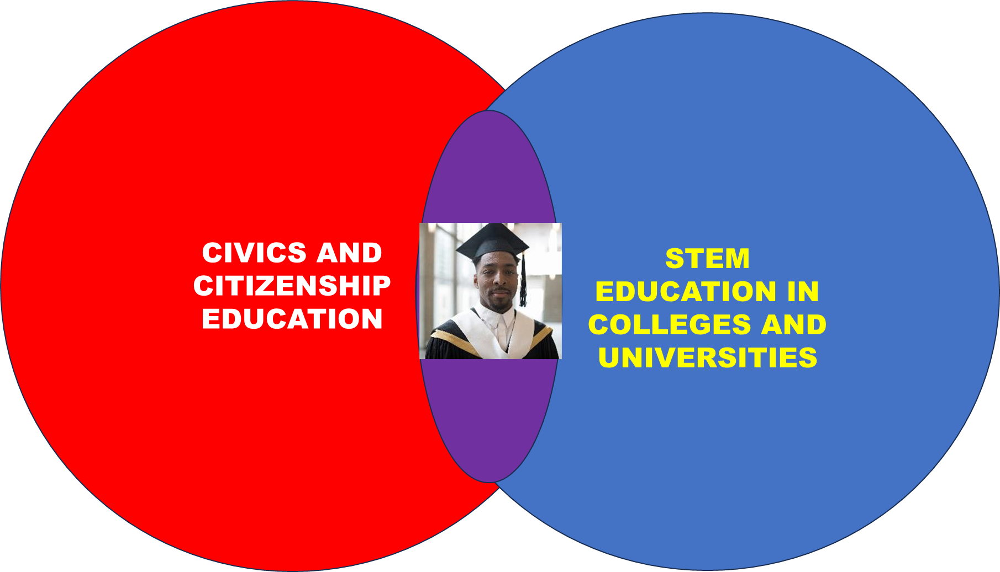 CIVICS AND
CITIZENSHIP
EDUCATION
STEM
EDUCATION IN
COLLEGES AND
UNIVERSITIES